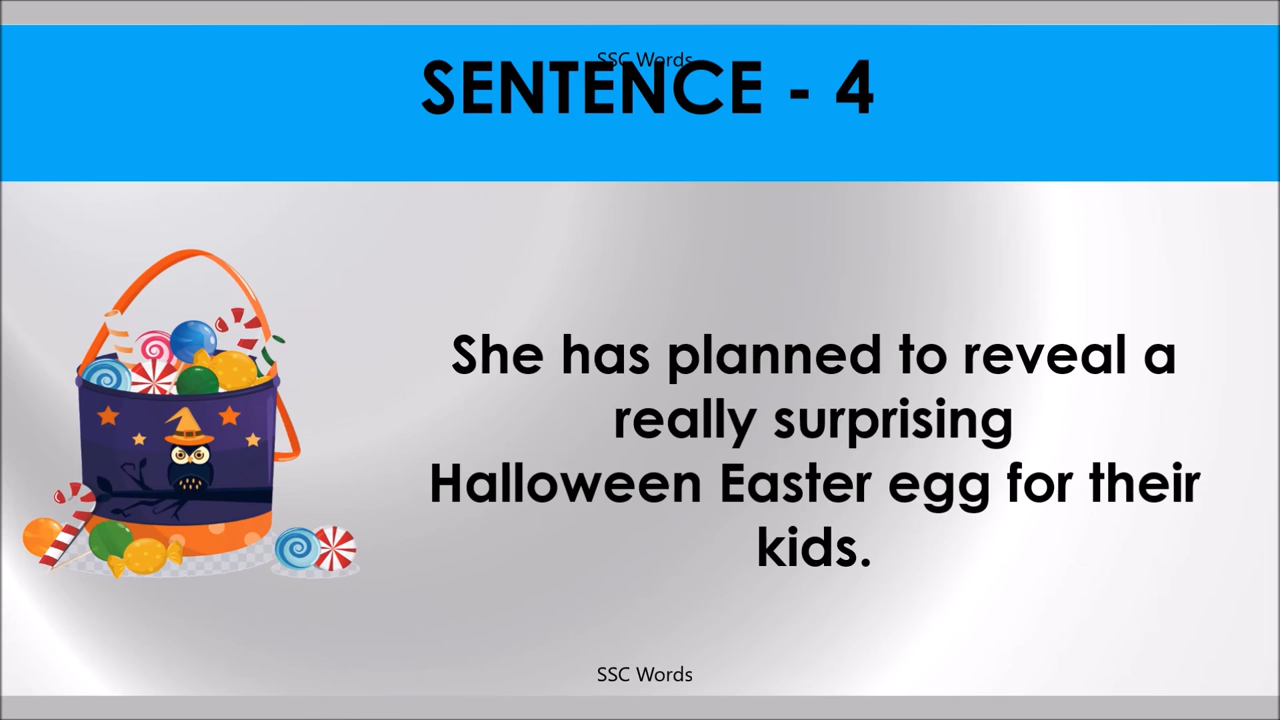 SSC Words
SENTENCE - 4
She has planned to reveal a
really surprising
Halloween Easter egg for their
kids.
SSC Words